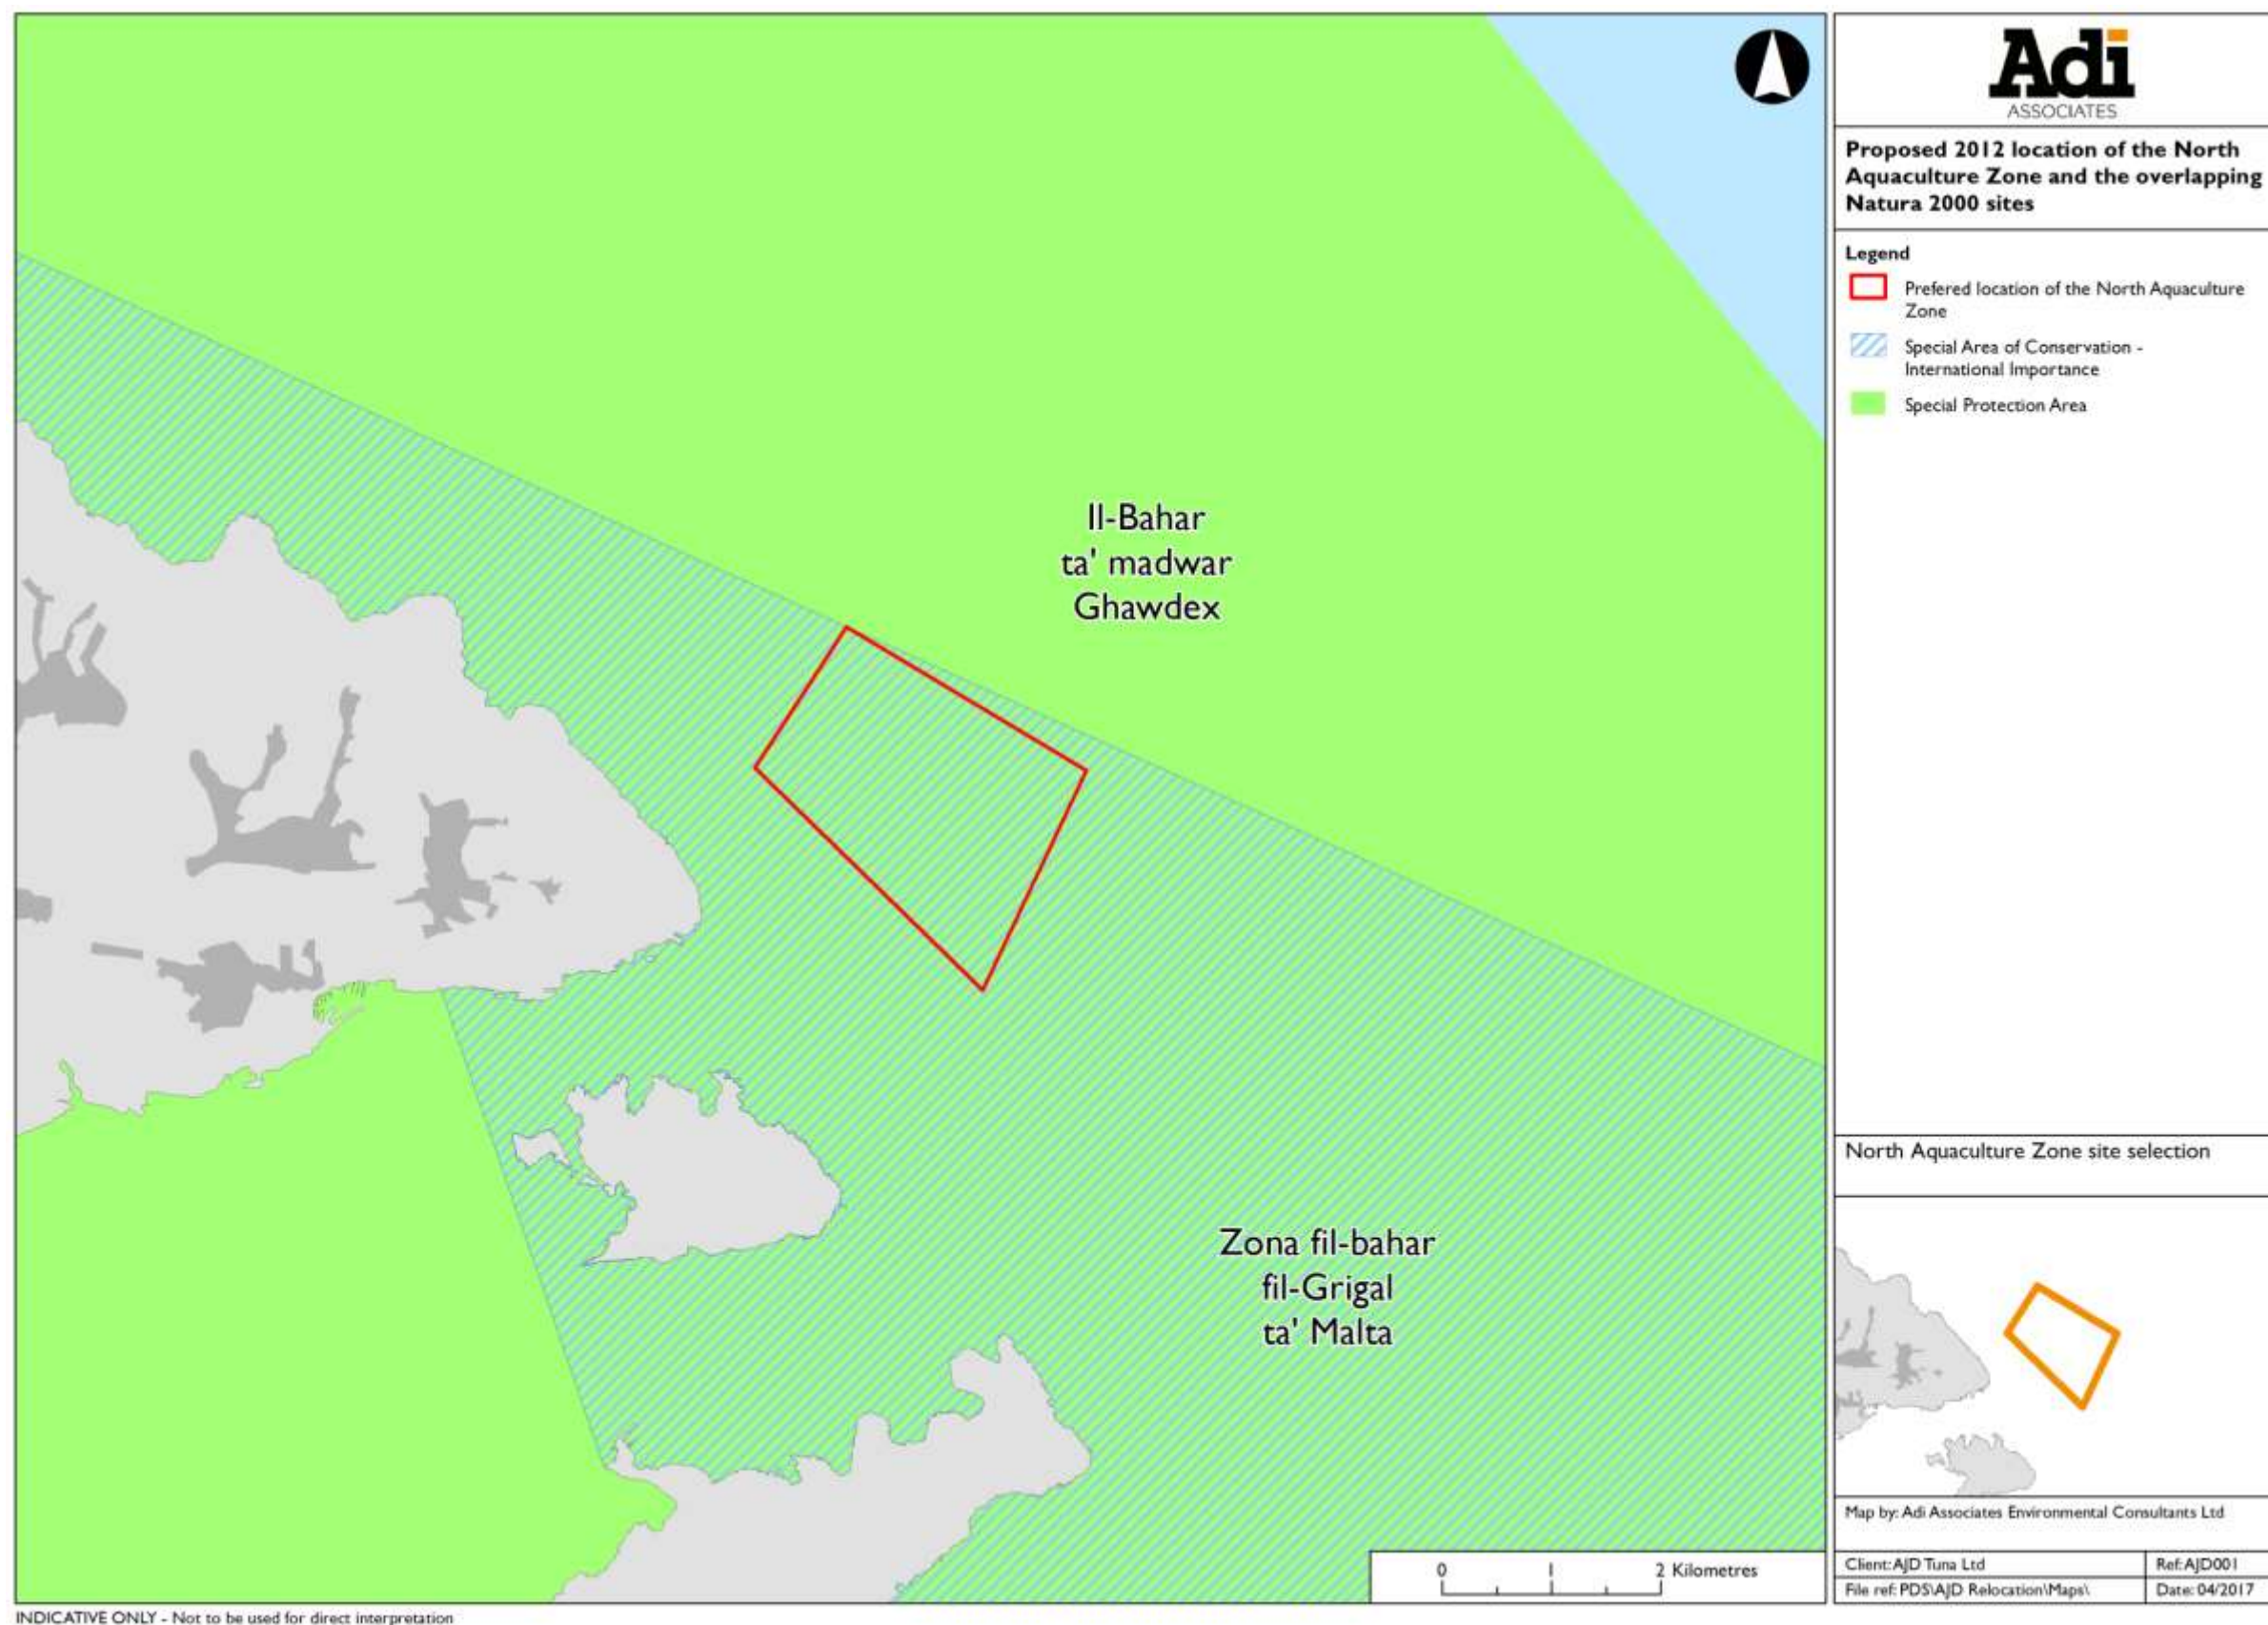 Il-Bahar
ta' madwar
Ghawdex
Zona fil-bahar
fil-Grigal
ta' Malta
0 1 2 Kilometres
INDICATIVE ONLY - Not to be used for direct interpretation
Adi
ASSOCIATES
Proposed 2012 location of the North
Aquaculture Zone and the overlapping
Natura 2000 sites
Legend
Prefered location of the North Aquaculture
Zone
Special Area of Conservation -
International Importance
Special Protection Area
North Aquaculture Zone site selection
Map by: Adi Associates Environmental Consultants Ltd
Client: AJD Tuna Ltd
Ref: AJD001
File ref: PDS\AJD Relocation\Maps\
Date: 04/2017